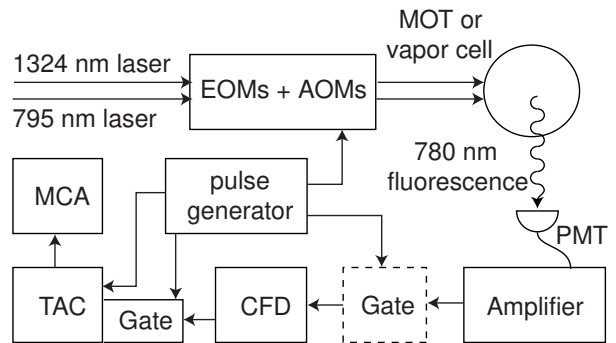 MOT or
vapor cell
1324 nm laser
EOMs + AOMs
795 nm laser
780 nm
fluorescence
MCA
pulse
generator
PMT
TAC
Gate
CFD
Gate
Amplifier